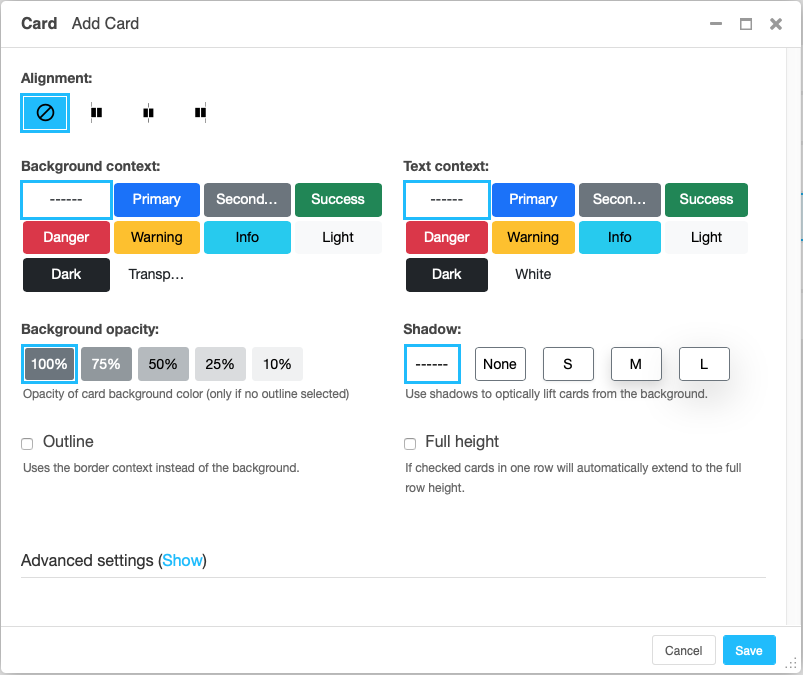 Card Add Card
Alignment:
Background context:
------ Primary Second… Success
Danger Warning Info Light
Dark Transp…
Text context:
------ Primary Secon… Success
Danger Warning Info Light
Dark White
Background opacity:
100% 75% 50% 25% 10%
Opacity of card background color (only if no outline selected)
Shadow:
------ None S M L
Use shadows to optically lift cards from the background.
Outline
Uses the border context instead of the background.
Full height
If checked cards in one row will automatically extend to the full
row height.
Advanced settings (Show)
Cancel Save